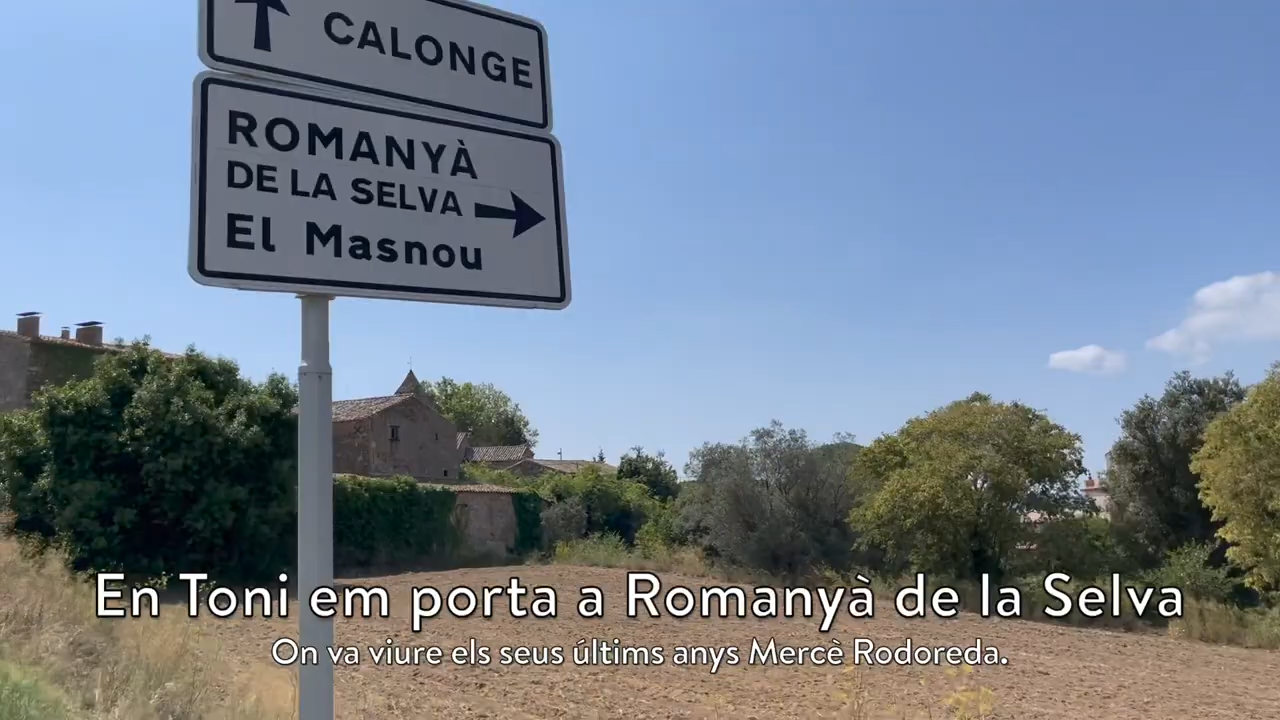 CALONGE
ROMANYÀ
DE LA SELVA
El Masnou
En Toni em porta a Romanyà de la Selva
On va viure els seus últims anys Mercè Rodoreda.